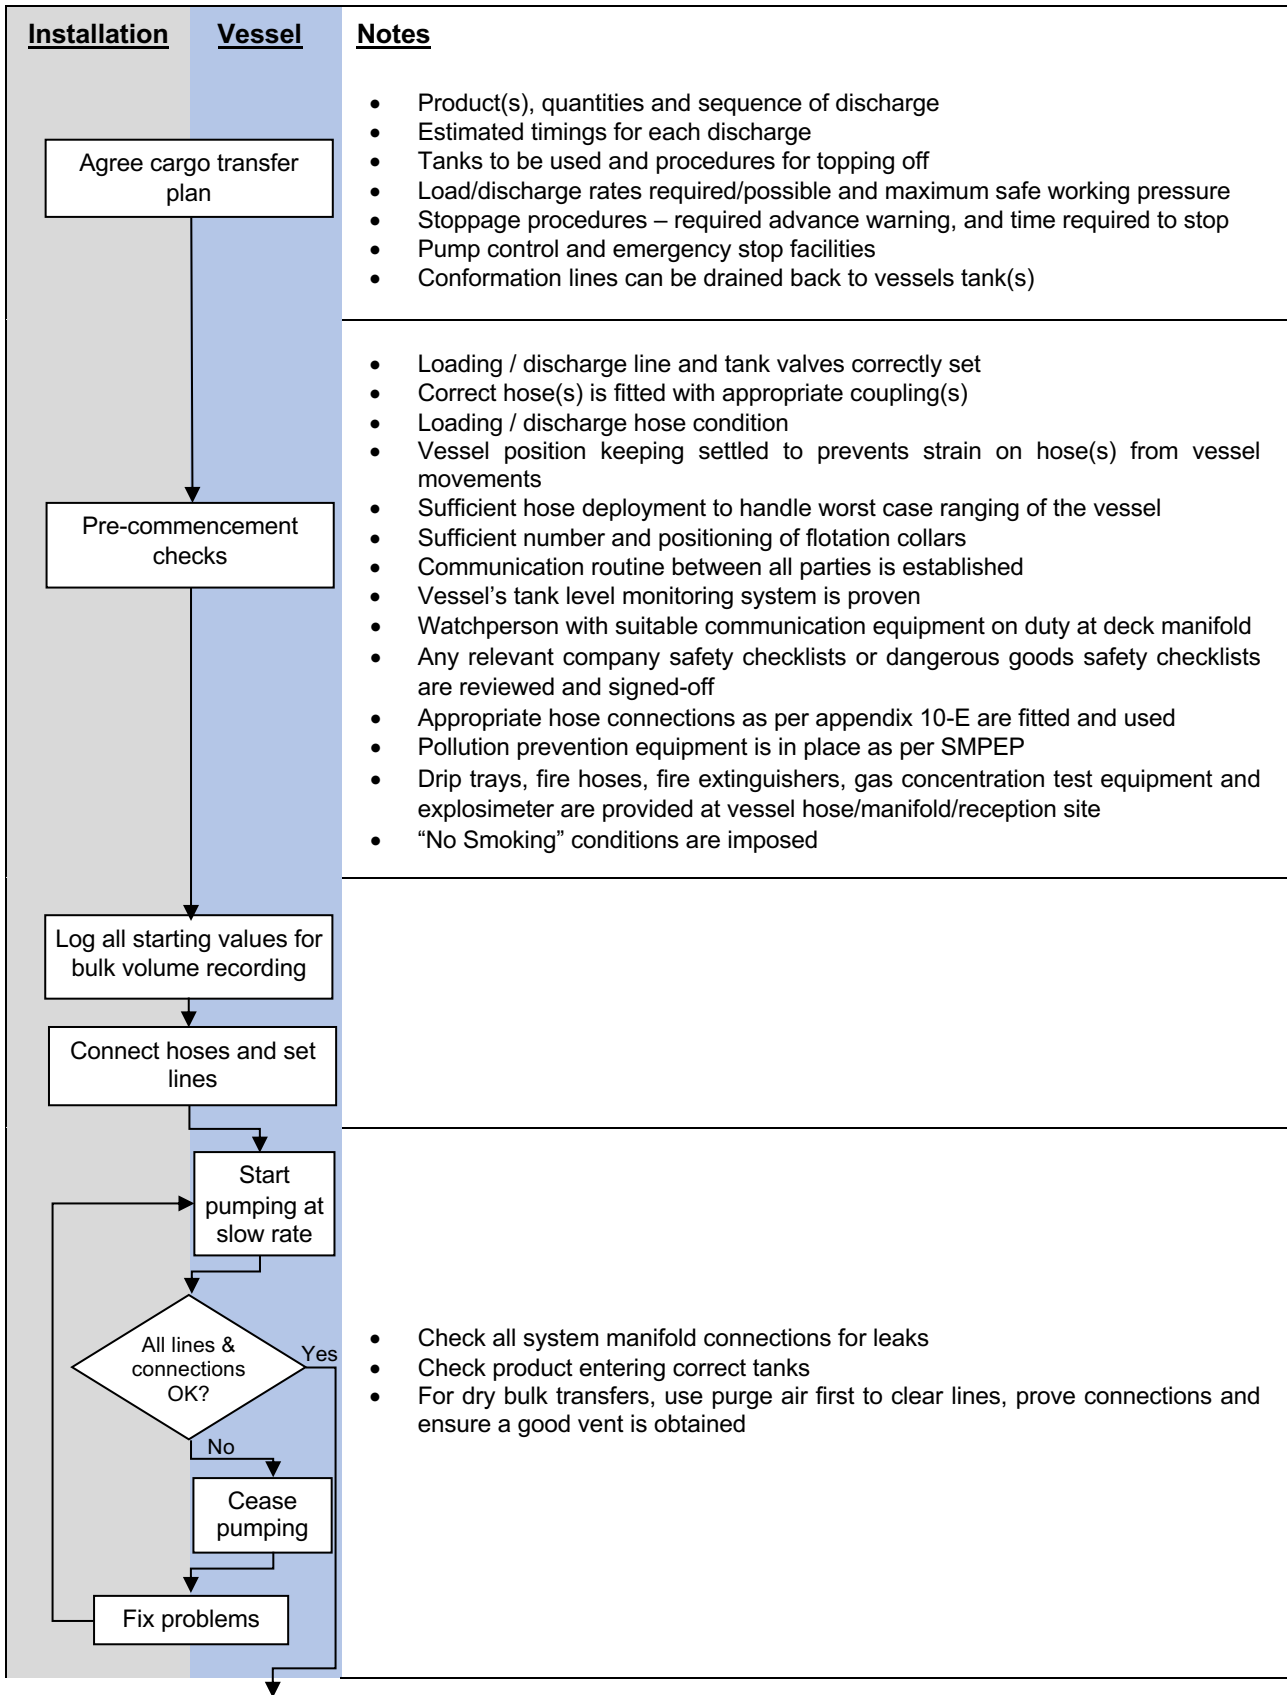 Installation Vessel Notes
Agree cargo transfer
plan
• Product(s), quantities and sequence of discharge
• Estimated timings for each discharge
• Tanks to be used and procedures for topping off
• Load/discharge rates required/possible and maximum safe working pressure
• Stoppage procedures – required advance warning, and time required to stop
• Pump control and emergency stop facilities
• Conformation lines can be drained back to vessels tank(s)
Pre-commencement
checks
• Loading / discharge line and tank valves correctly set
• Correct hose(s) is fitted with appropriate coupling(s)
• Loading / discharge hose condition
• Vessel position keeping settled to prevents strain on hose(s) from vessel
movements
• Sufficient hose deployment to handle worst case ranging of the vessel
• Sufficient number and positioning of flotation collars
• Communication routine between all parties is established
• Vessel’s tank level monitoring system is proven
• Watchperson with suitable communication equipment on duty at deck manifold
• Any relevant company safety checklists or dangerous goods safety checklists
are reviewed and signed-off
• Appropriate hose connections as per appendix 10-E are fitted and used
• Pollution prevention equipment is in place as per SMPEP
• Drip trays, fire hoses, fire extinguishers, gas concentration test equipment and
explosimeter are provided at vessel hose/manifold/reception site
• “No Smoking” conditions are imposed
Log all starting values for
bulk volume recording
Connect hoses and set
lines
Start
pumping at
slow rate
All lines &
connections
OK?
Yes
No
• Check all system manifold connections for leaks
• Check product entering correct tanks
• For dry bulk transfers, use purge air first to clear lines, prove connections and
ensure a good vent is obtained
Cease
pumping
Fix problems